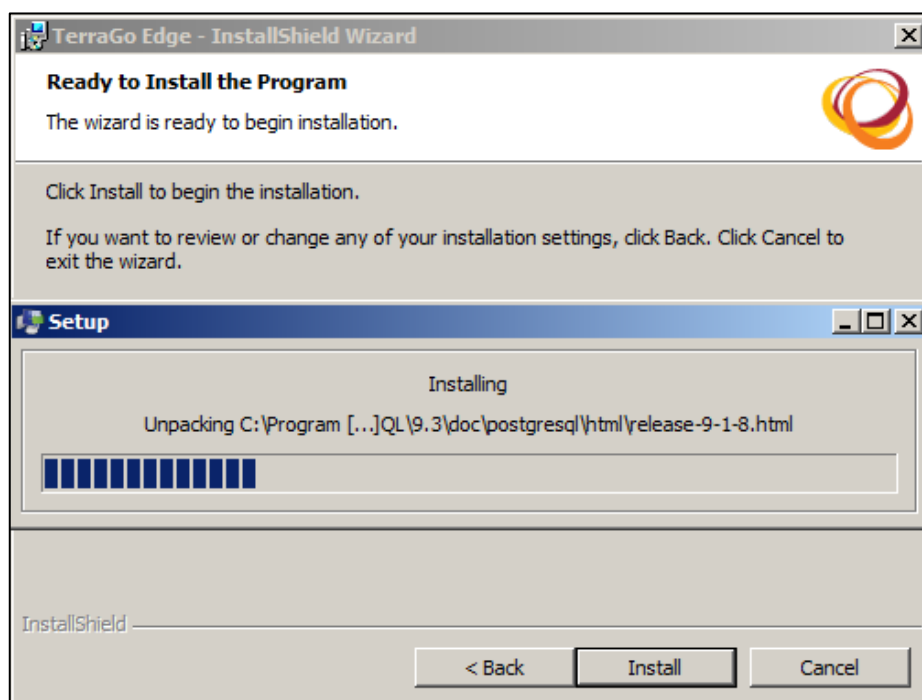 TerraGo Edge - InstallShield Wizard
Ready to Install the Program
The wizard is ready to begin installation.
Click Install to begin the installation.
If you want to review or change any of your installation settings, click Back. Click Cancel to
exit the wizard.
Setup
Installing
Unpacking C:\Program [...]QL\9.3\doc\postgresql\html\release-9-1-8.html
InstallShield
< Back
Install
Cancel